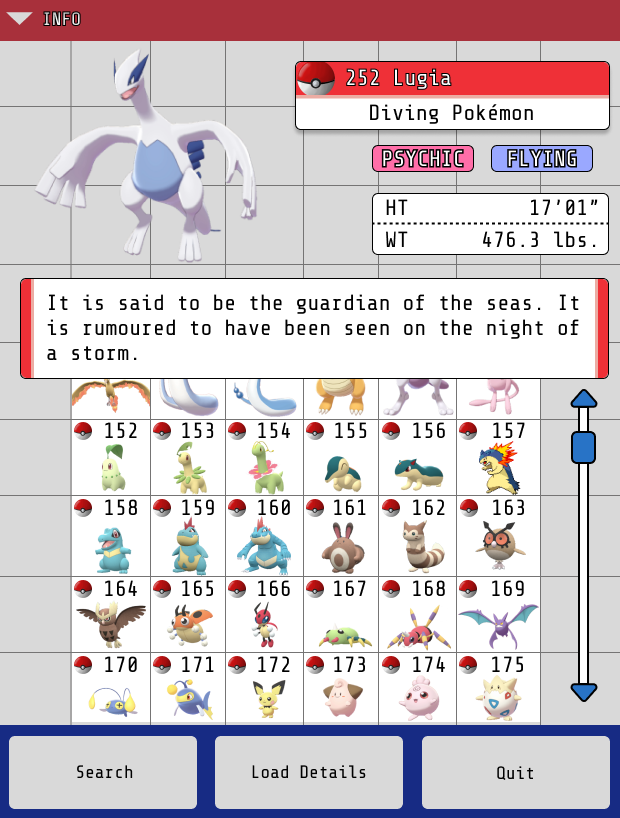 INFO
252 Lugia
Diving Pokémon
PSYCHIC FLYING
HT 17’01”
WT 476.3 lbs.
It is said to be the guardian of the seas. It
is rumoured to have been seen on the night of
a storm.
152 153 154 155 156 157
158 159 160 161 162 163
164 165 166 167 168 169
170 171 172 173 174 175
Search Load Details Quit